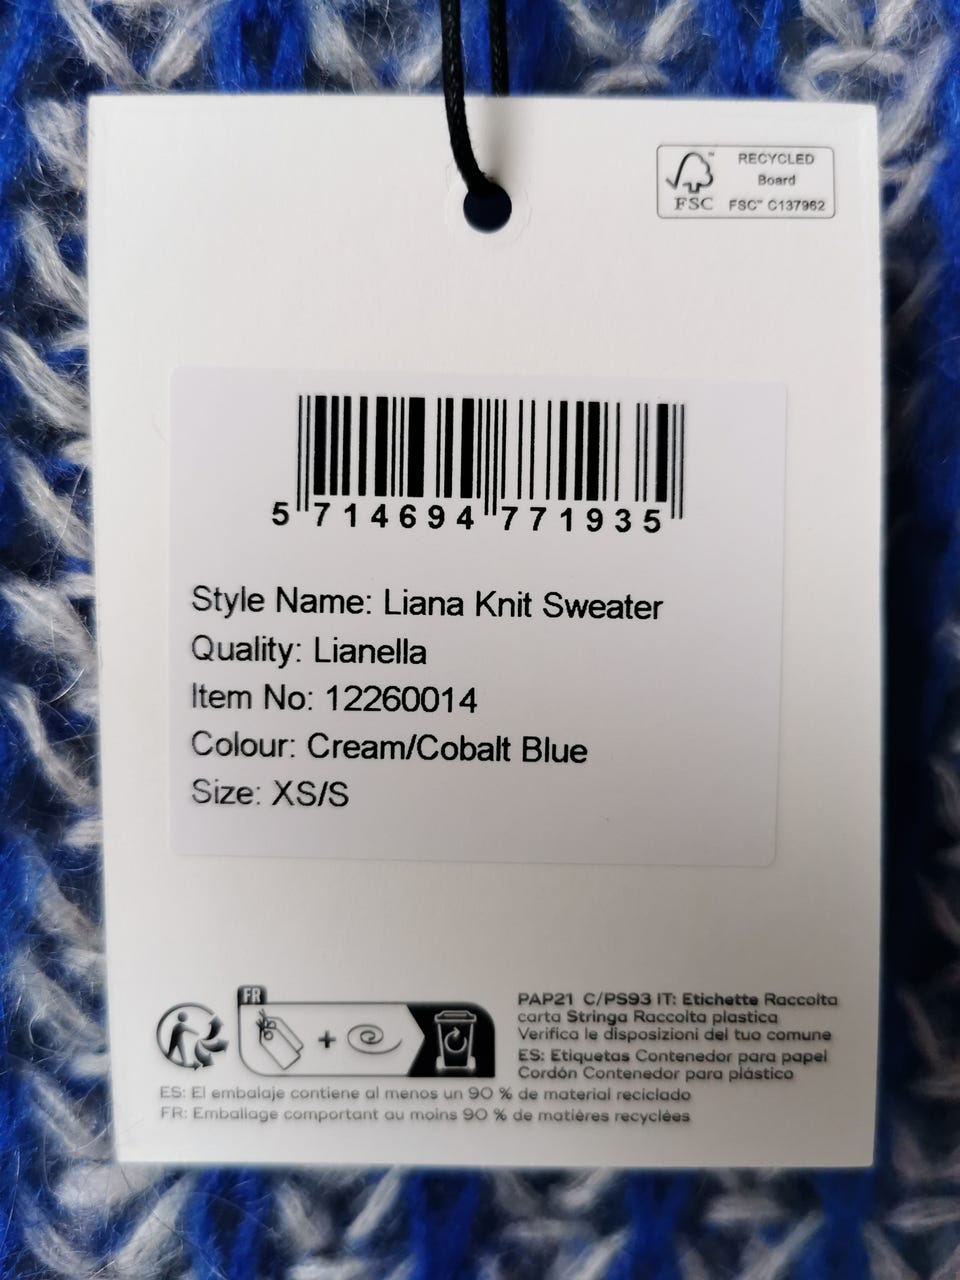 RECYCLED
Board
FSC™ C137962
FSC
5 714694 771935
Style Name: Liana Knit Sweater
Quality: Lianella
Item No: 12260014
Colour: Cream/Cobalt Blue
Size: XS/S
FR
PAP21 C/PS93 IT: Etichette Raccolta
carta Stringa Raccolta plastica
Verifica le disposizioni del tuo comune
ES: Etiquetas Contenedor para papel
Cordón Contenedor para plástico
ES: El embalaje contiene al menos un 90 % de material reciclado
FR: Emballage comportant au moins 90 % de matières recyclées